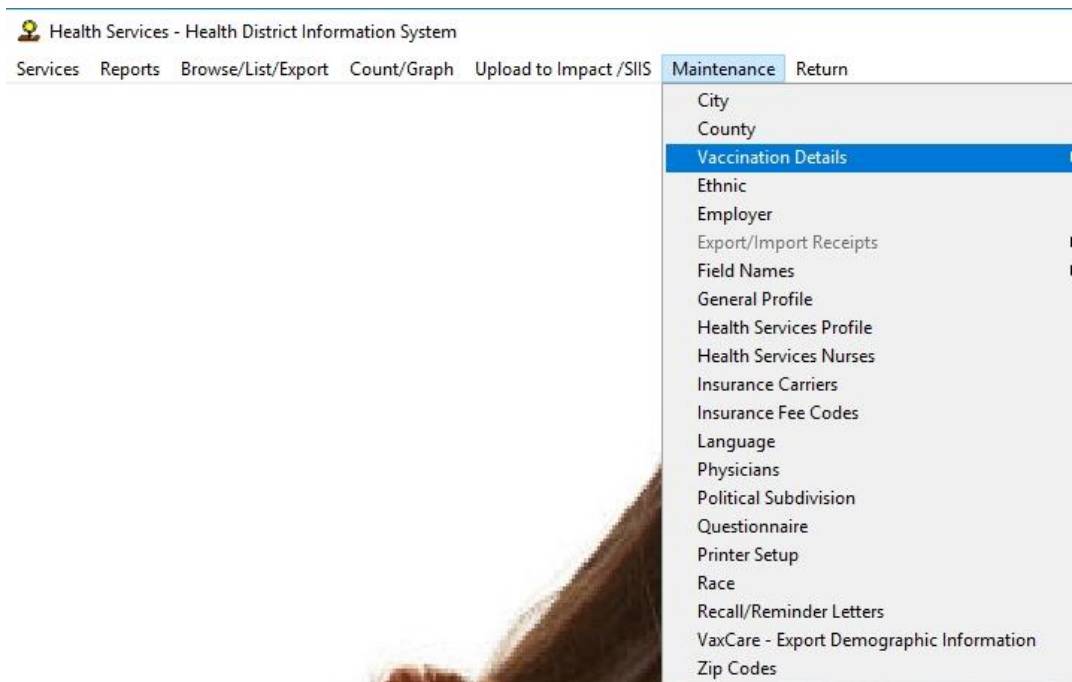 Health Services - Health District Information System
Services Reports Browse/List/Export Count/Graph Upload to Impact /SIIS Maintenance Return
City
County
Vaccination Details
Ethnic
Employer
Export/Import Receipts
Field Names
General Profile
Health Services Profile
Health Services Nurses
Insurance Carriers
Insurance Fee Codes
Language
Physicians
Political Subdivision
Questionnaire
Printer Setup
Race
Recall/Reminder Letters
VaxCare - Export Demographic Information
Zip Codes